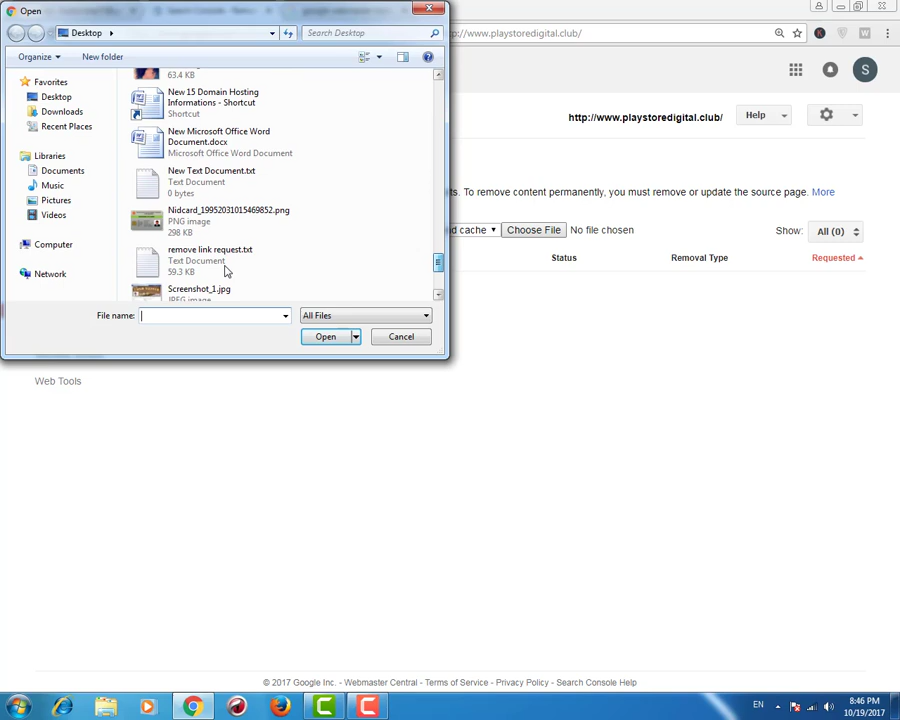 Open
Desktop
Search Desktop
://www.playstoredigital.club/
Organize
New folder
63.4 KB
Favorites
Desktop
Downloads
Recent Places
Libraries
Documents
Music
Pictures
Videos
Computer
Network
New 15 Domain Hosting
Informations - Shortcut
Shortcut
New Microsoft Office Word
Document.docx
Microsoft Office Word Document
New Text Document.txt
Text Document
0 bytes
Nidcard_19952031015469852.png
PNG image
298 KB
remove link request.txt
Text Document
59.3 KB
Screenshot_1.jpg
JPEG image
File name:
All Files
Open
Cancel
S
http://www.playstoredigital.club/
Help
ts. To remove content permanently, you must remove or update the source page. More
nd cache
Choose File
No file chosen
Show:
All (0)
Status
Removal Type
Requested
Web Tools
© 2017 Google Inc. - Webmaster Central - Terms of Service - Privacy Policy - Search Console Help
EN
8:46 PM
10/19/2017